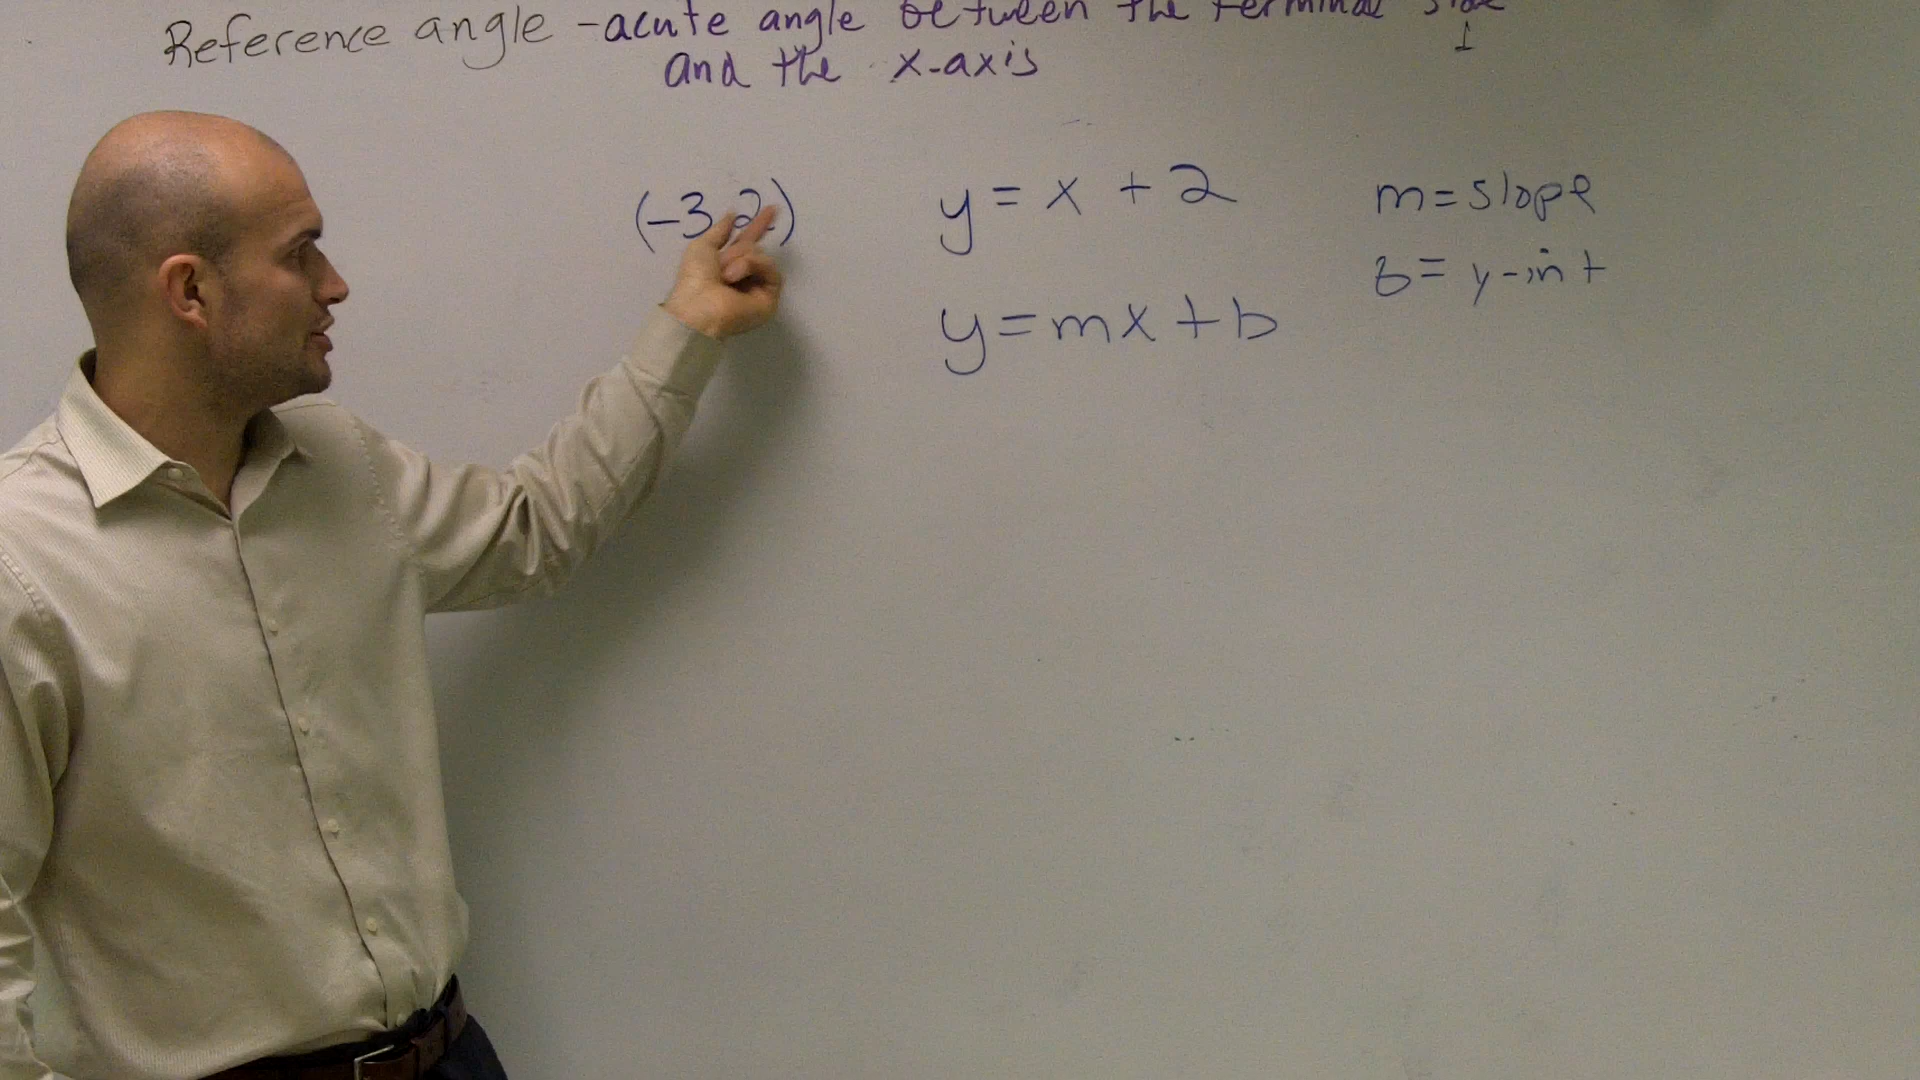 Reference angle - acute angle between the terminal side
and the x-axis
(-3,2)
y = x + 2
m = slope
b = y-int
y = mx + b